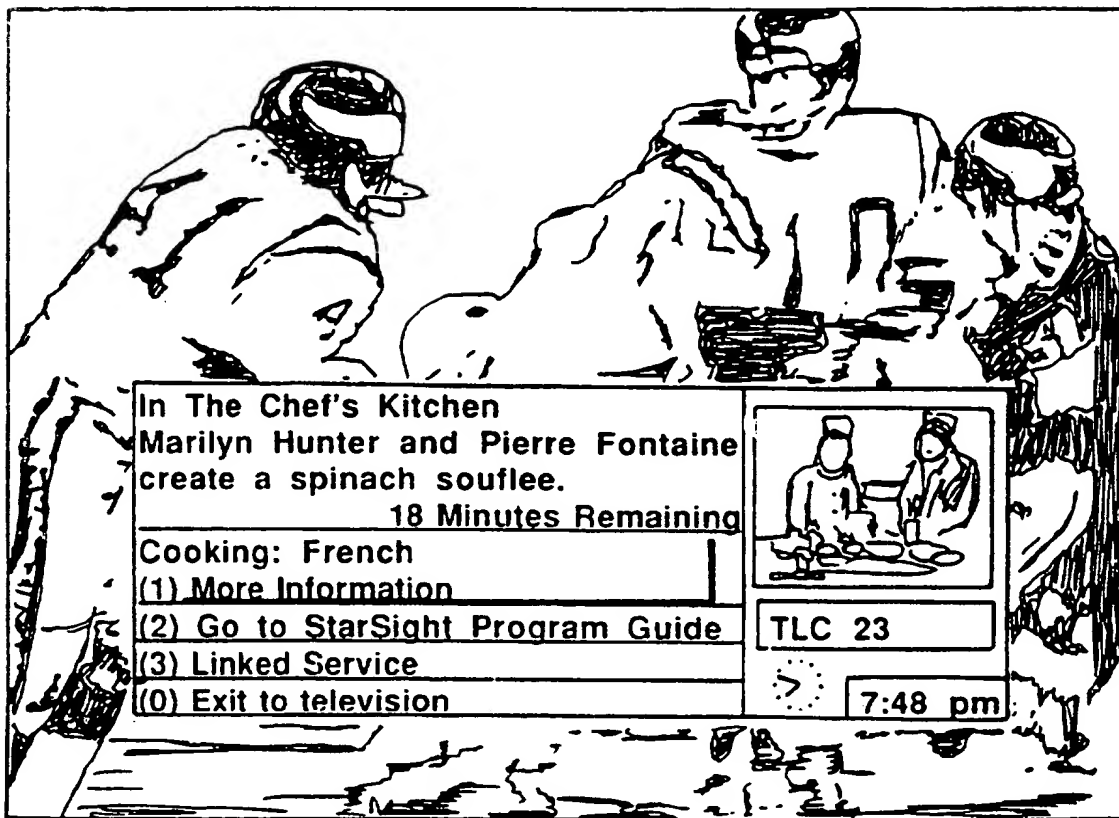 In The Chef's Kitchen
Marilyn Hunter and Pierre Fontaine
create a spinach souflee.
18 Minutes Remaining
Cooking: French
(1) More Information
(2) Go to StarSight Program Guide
(3) Linked Service
(0) Exit to television
TLC 23
7:48 pm
0